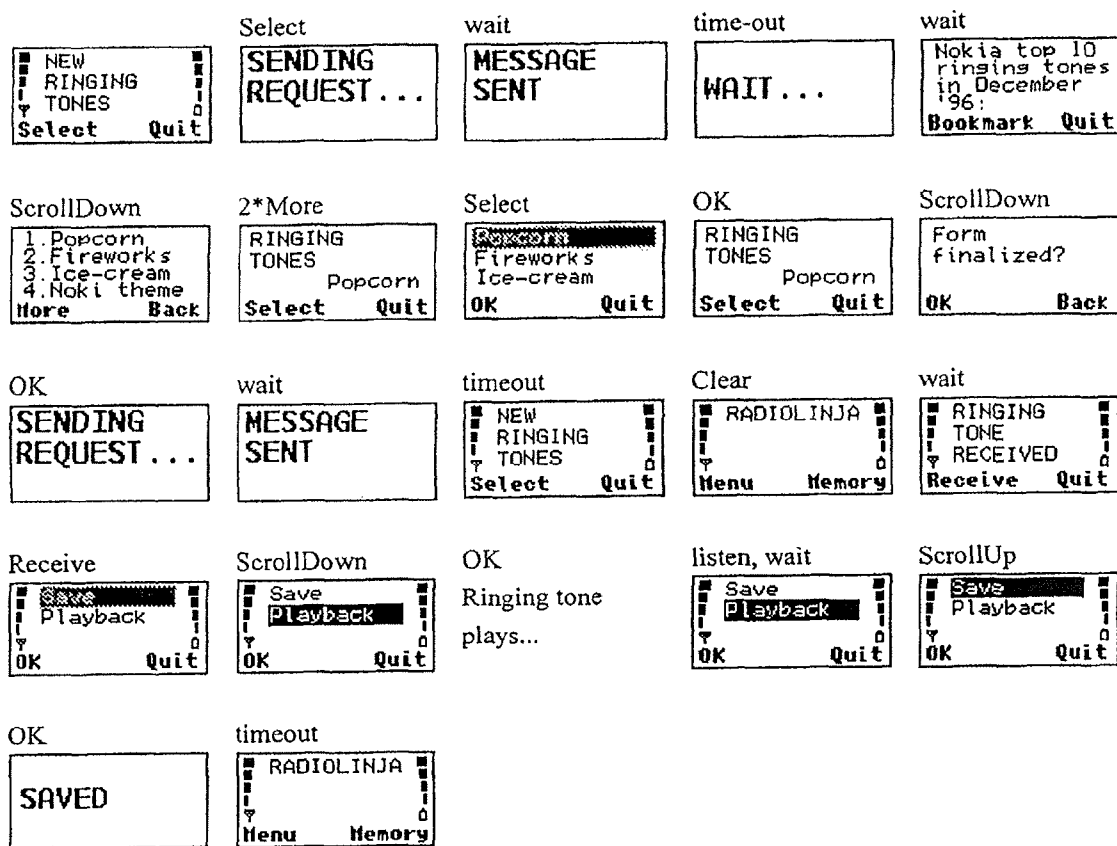 Select
wait
time-out
wait
NEW
RINGING
TONES
Select Quit
SENDING
REQUEST...
MESSAGE
SENT
WAIT...
Nokia top 10
ringing tones
in December
'96:
Bookmark Quit
ScrollDown
2*More
Select
OK
ScrollDown
1.Popcorn
2.Fireworks
3.Ice-cream
4.Noki theme
More Back
RINGING
TONES
Popcorn
Select Quit
Popcorn
Fireworks
Ice-cream
OK Quit
RINGING
TONES
Popcorn
Select Quit
Form
finalized?
OK Back
OK
wait
timeout
Clear
wait
SENDING
REQUEST...
MESSAGE
SENT
NEW
RINGING
TONES
Select Quit
RADIOLINJA
Menu Memory
RINGING
TONE
RECEIVED
Receive Quit
Receive
ScrollDown
OK
listen, wait
ScrollUp
Save
Playback
OK Quit
Save
Playback
OK Quit
Ringing tone
plays...
Save
Playback
OK Quit
Save
Playback
OK Quit
OK
timeout
SAVED
RADIOLINJA
Menu Memory